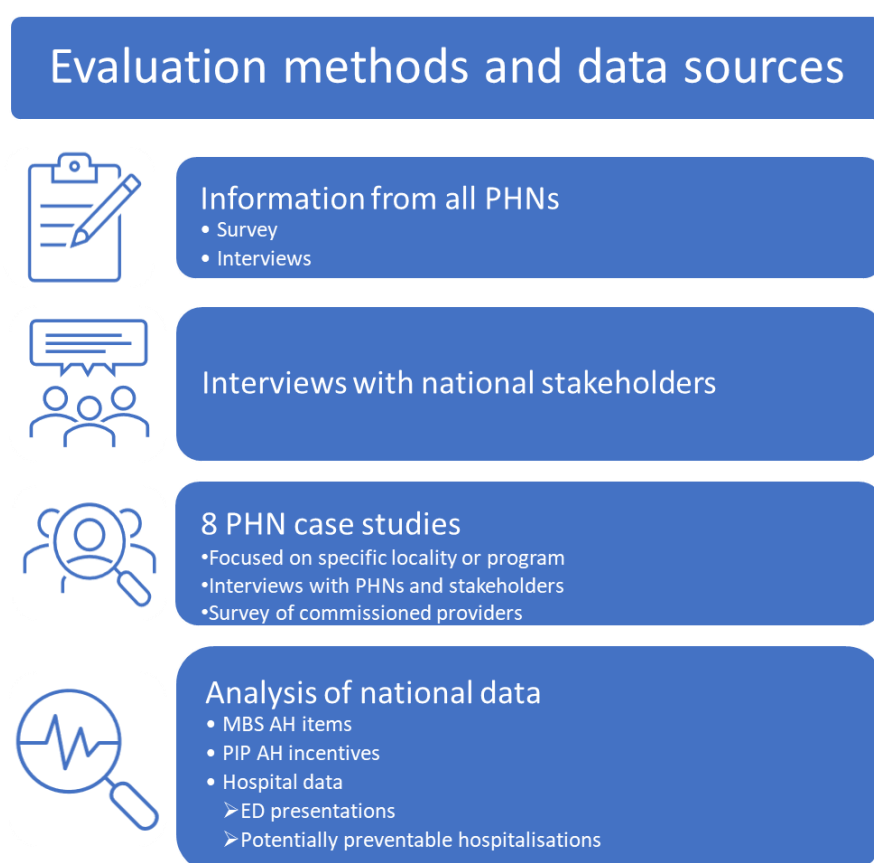 Evaluation methods and data sources
Information from all PHNs
• Survey
• Interviews
Interviews with national stakeholders
8 PHN case studies
•Focused on specific locality or program
•Interviews with PHNs and stakeholders
•Survey of commissioned providers
Analysis of national data
• MBS AH items
• PIP AH incentives
• Hospital data
➢ED presentations
➢Potentially preventable hospitalisations